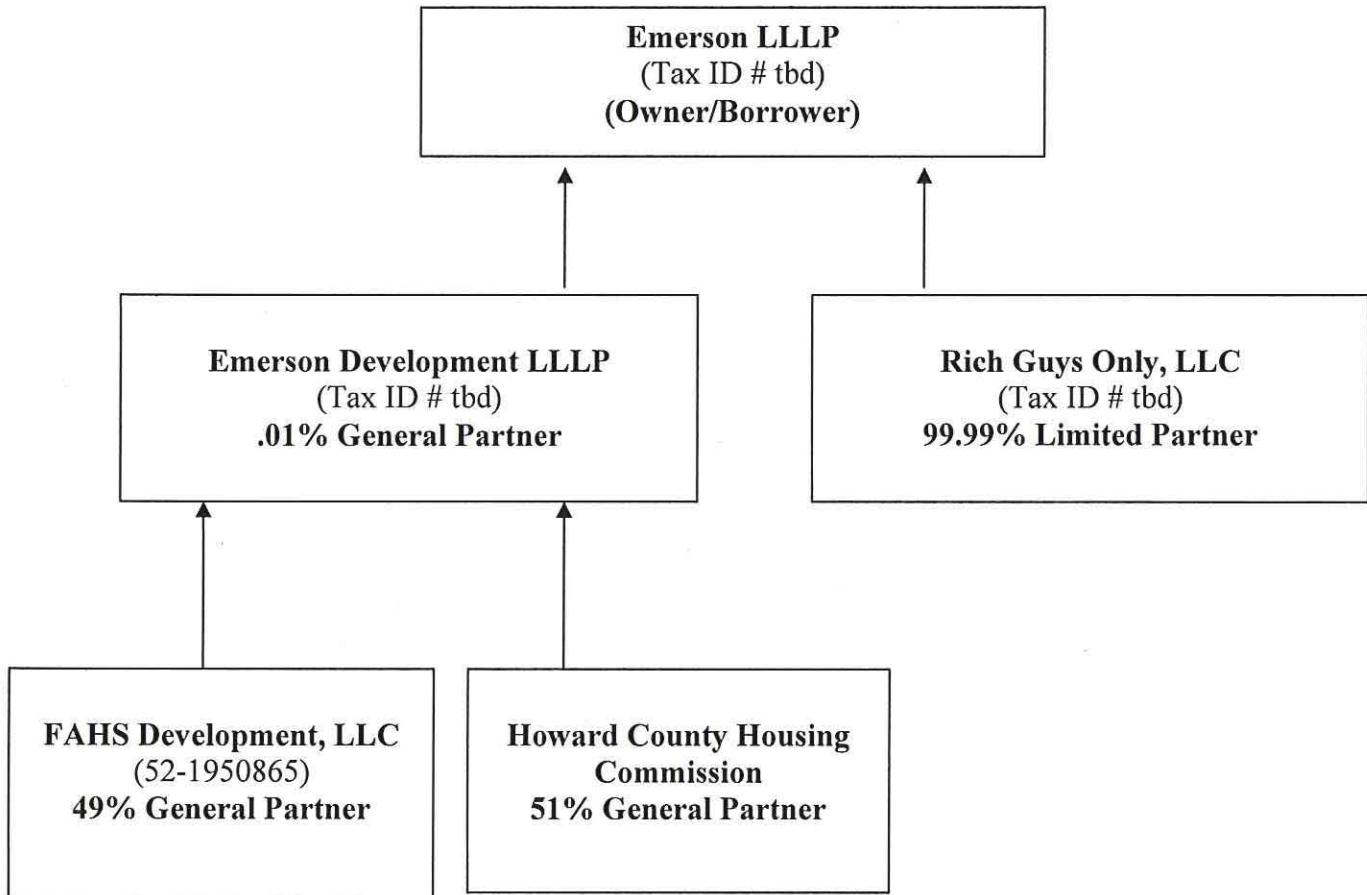 Emerson LLLP
(Tax ID # tbd)
(Owner/Borrower)
Emerson Development LLLP
(Tax ID # tbd)
.01% General Partner
Rich Guys Only, LLC
(Tax ID # tbd)
99.99% Limited Partner
FAHS Development, LLC
(52-1950865)
49% General Partner
Howard County Housing
Commission
51% General Partner